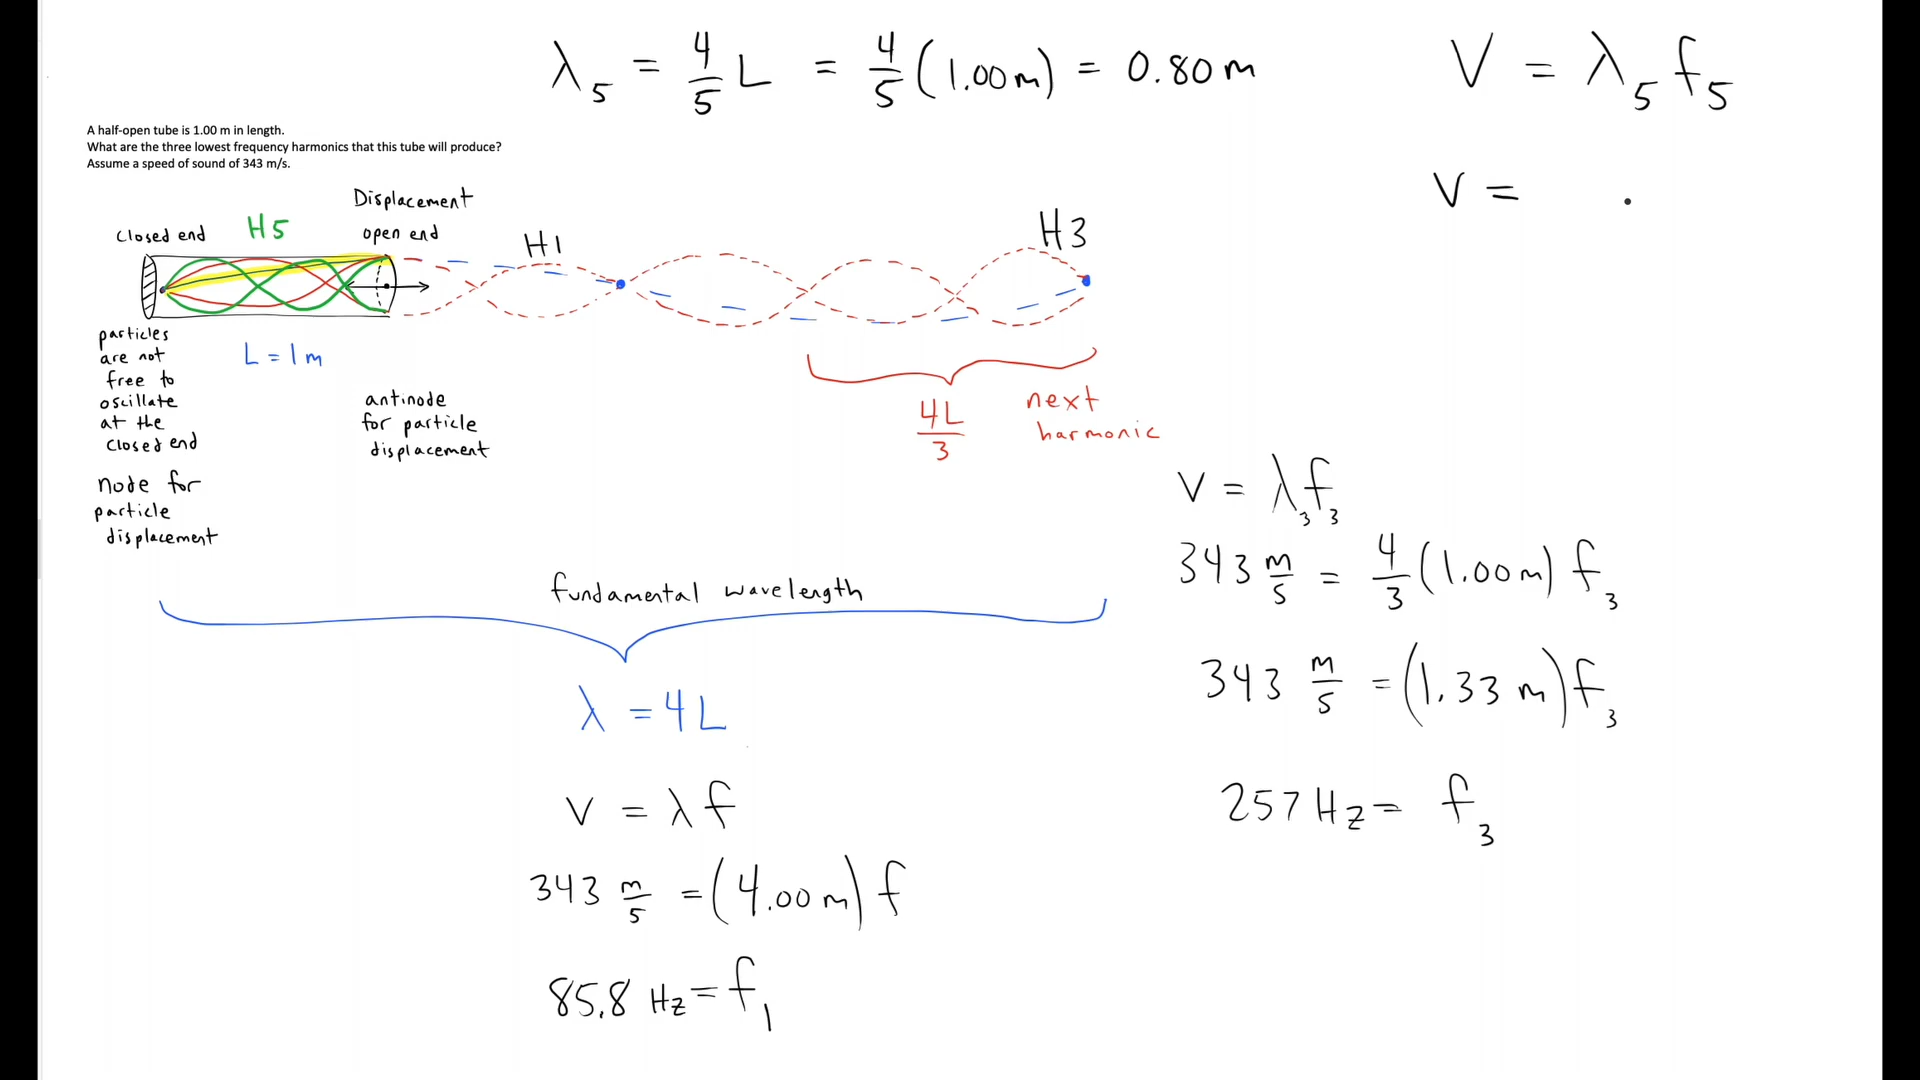 λ₅ = 4/5 L = 4/5 (1.00 m) = 0.80 m
V = λ₅ f₅
V =
A half-open tube is 1.00 m in length.
What are the three lowest frequency harmonics that this tube will produce?
Assume a speed of sound of 343 m/s.
Displacement
closed end
H5
open end
H1
H3
L = 1 m
particles
are not
free to
oscillate
at the
closed end
node for
particle
displacement
antinode
for particle
displacement
4L/3
next
harmonic
fundamental wavelength
λ = 4L
V = λ f
343 m/s = (4.00 m) f
85.8 Hz = f₁
V = λ₃ f₃
343 m/s = 4/3 (1.00 m) f₃
343 m/s = (1.33 m) f₃
257 Hz = f₃